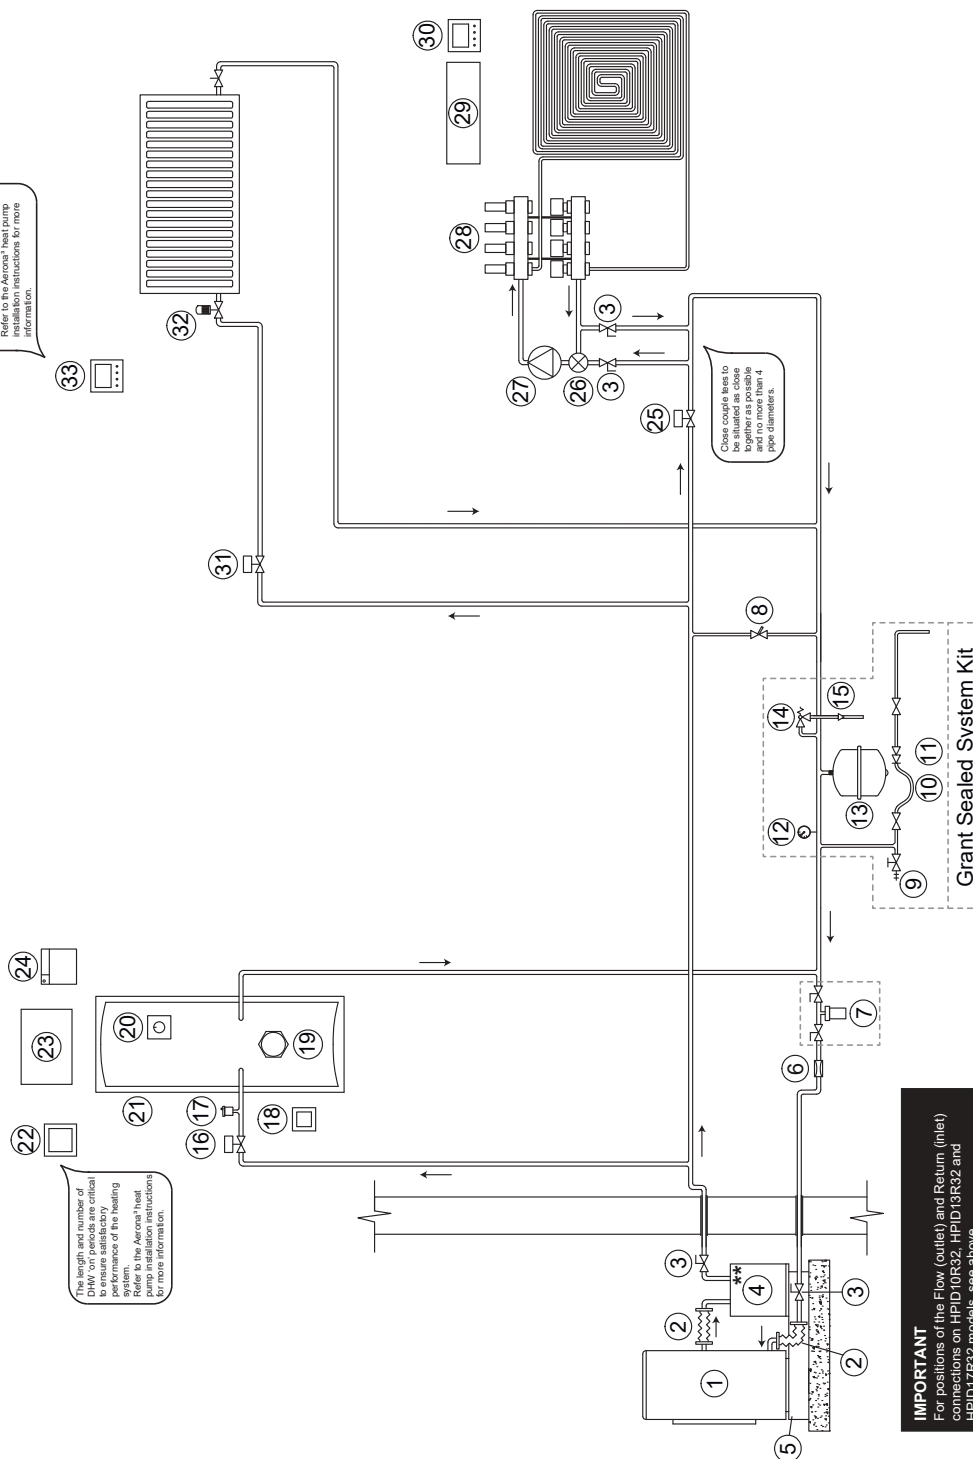 Refer to the Aerona³ heat pump
installation instructions for more
information.
33
32
31
30
29
28
27
26
3
3
25
Close couple tees to
be situated as close
together as possible
and no more than 4
pipe diameters.
8
14
15
12
13
11
10
9
Grant Sealed System Kit
24
23
22
20
19
21
17
18
16
The length and number of
DHW 'on' periods are critical
to ensure satisfactory
performance of the heating
system.
Refer to the Aerona³ heat
pump installation instructions
for more information.
7
6
3
**
4
2
1
3
2
5
IMPORTANT
For positions of the Flow (outlet) and Return (inlet)
connections on HPID10R32, HPID13R32 and
HPID17R32 models, see above.